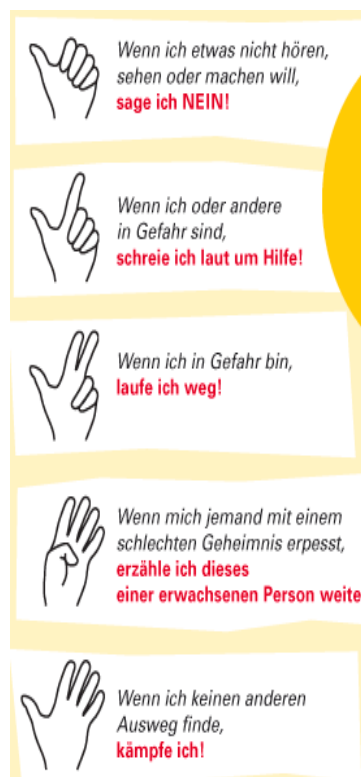 Wenn ich etwas nicht hören,
sehen oder machen will,
sage ich NEIN!
Wenn ich oder andere
in Gefahr sind,
schreie ich laut um Hilfe!
Wenn ich in Gefahr bin,
laufe ich weg!
Wenn mich jemand mit einem
schlechten Geheimnis erpresst,
erzähle ich dieses
einer erwachsenen Person weite
Wenn ich keinen anderen
Ausweg finde,
kämpfe ich!